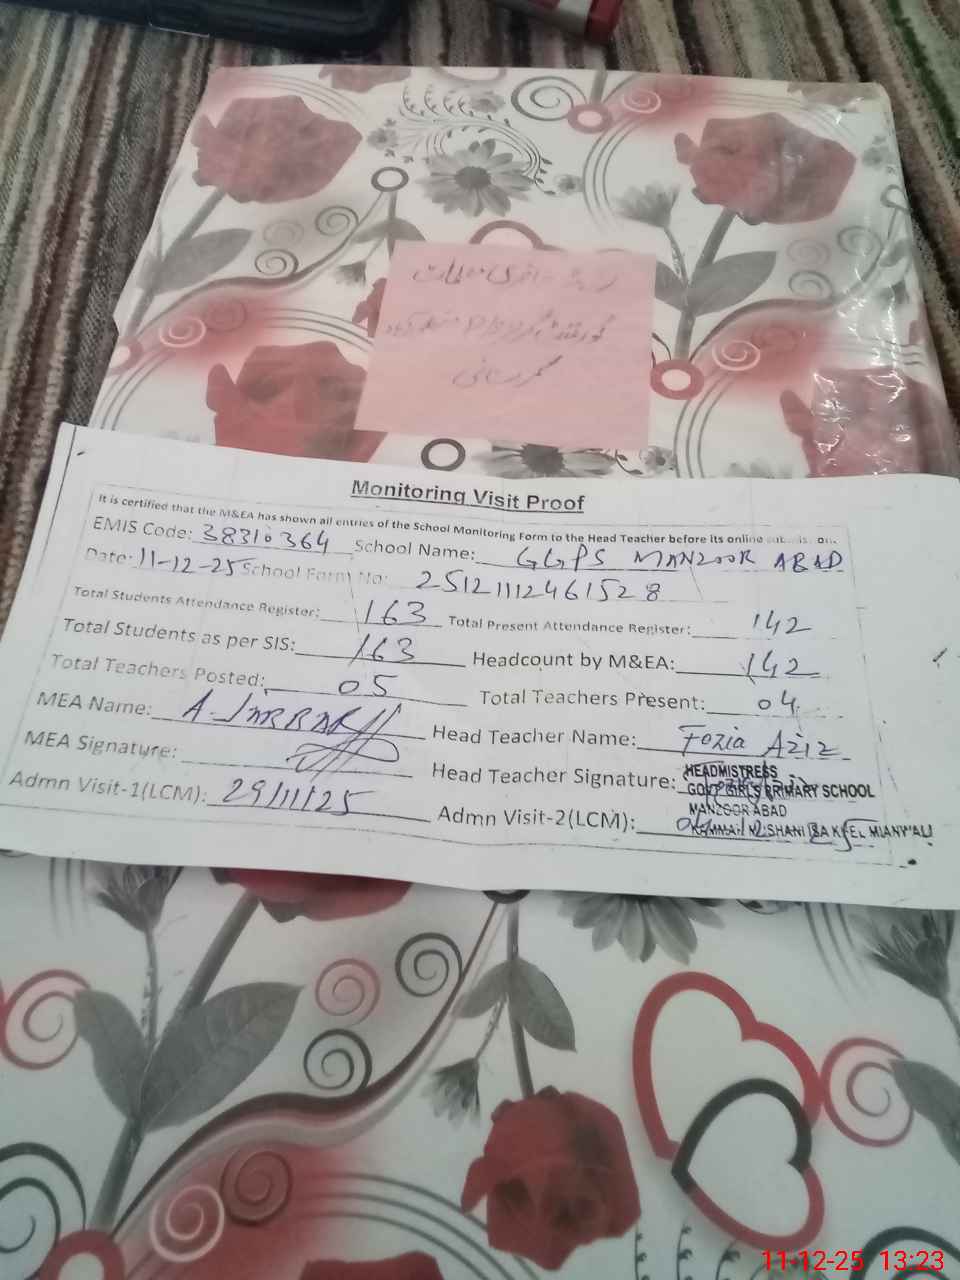 گورنمنٹ گرلز
Monitoring Visit Proof
It is certified that the M&EA has shown all entries of the School Monitoring Form to the Head Teacher before its online
EMIS Code: 38310364 School Name: GGPS MANZOOR ABAD
Date: 11-12-25 School Form No: 25121112461528
Total Students Attendance Register: 163 Total Present Attendance Register: 142
Total Students as per SIS: 163 Headcount by M&EA: 142
Total Teachers Posted: 05 Total Teachers Present: 04
MEA Name: A. JABBAR Head Teacher Name: Fozia Aziz
MEA Signature: Head Teacher Signature:
HEADMISTRESS
GOVT GIRLS PRIMARY SCHOOL
MANZOOR ABAD
Admn Visit-1(LCM): 29/11/25 Admn Visit-2(LCM):
MIANWALI
11-12-25 13:23